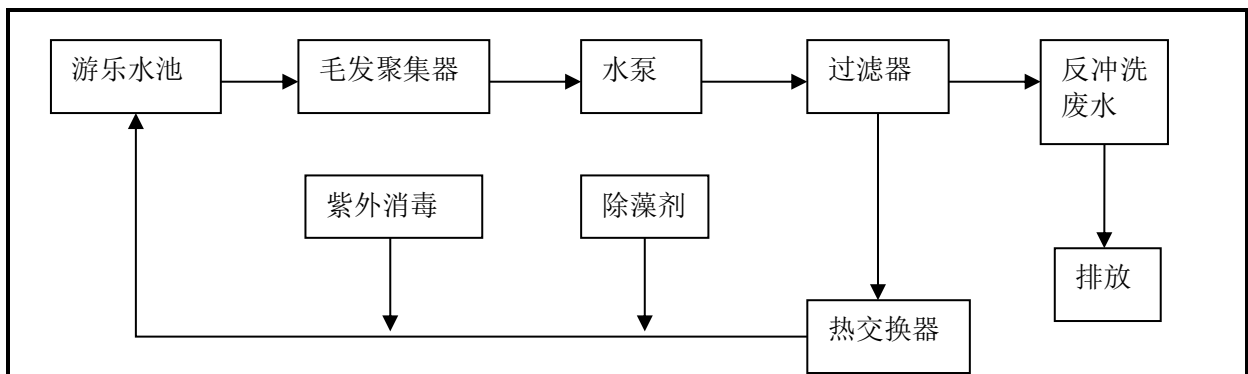 游乐水池
毛发聚集器
水泵
过滤器
反冲洗
废水
紫外消毒
除藻剂
排放
热交换器